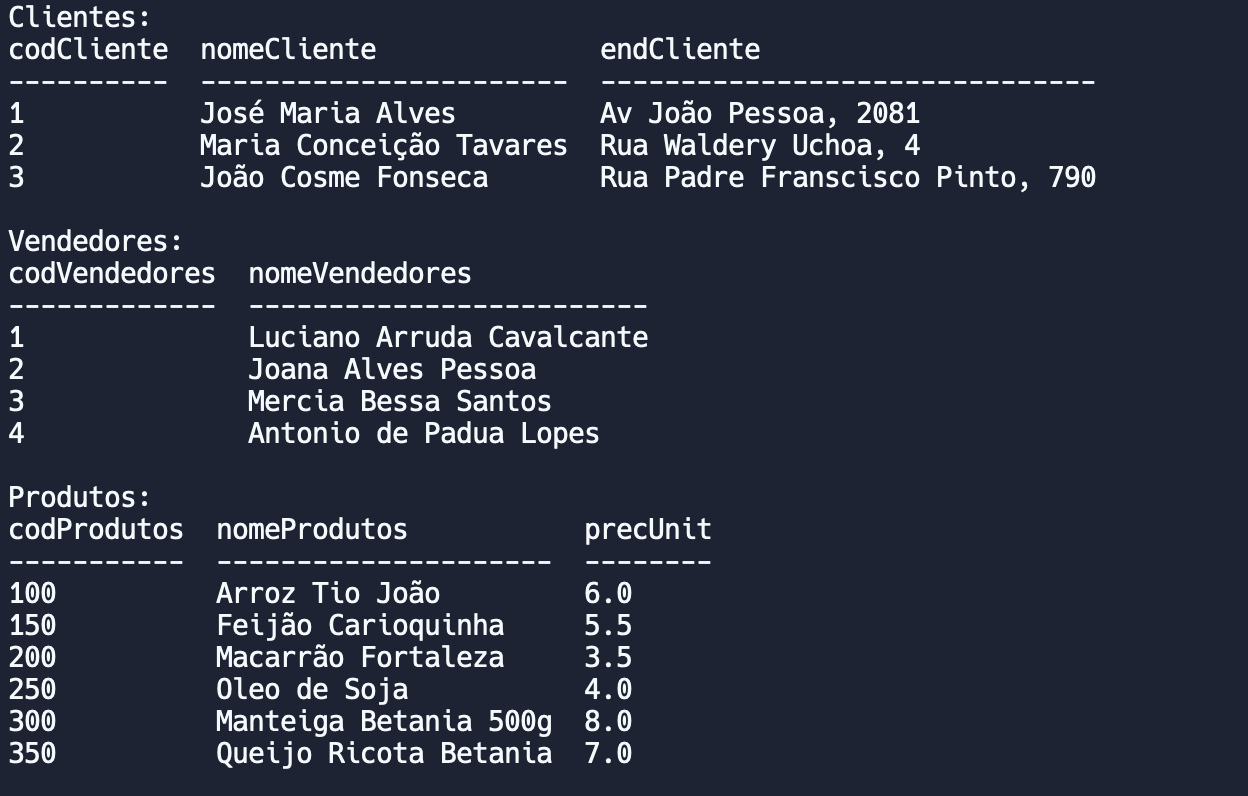 Clientes:
codCliente  nomeCliente              endCliente
----------  -----------------------  -------------------------------
1           José Maria Alves         Av João Pessoa, 2081
2           Maria Conceição Tavares  Rua Waldery Uchoa, 4
3           João Cosme Fonseca       Rua Padre Franscisco Pinto, 790

Vendedores:
codVendedores  nomeVendedores
-------------  -------------------------
1              Luciano Arruda Cavalcante
2              Joana Alves Pessoa
3              Mercia Bessa Santos
4              Antonio de Padua Lopes

Produtos:
codProdutos  nomeProdutos           precUnit
-----------  ---------------------  --------
100          Arroz Tio João         6.0
150          Feijão Carioquinha     5.5
200          Macarrão Fortaleza     3.5
250          Oleo de Soja           4.0
300          Manteiga Betania 500g  8.0
350          Queijo Ricota Betania  7.0